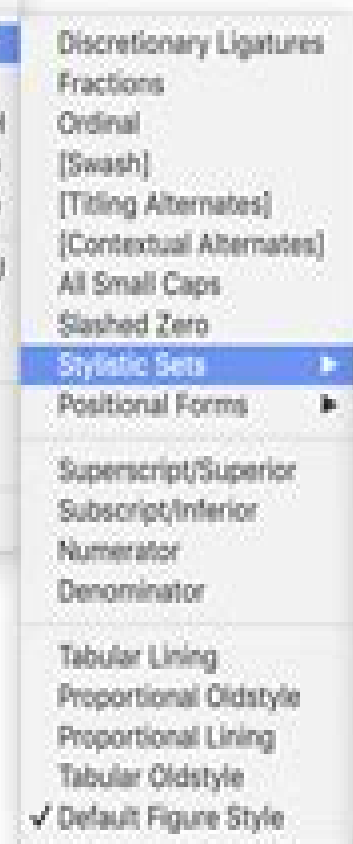 Discretionary Ligatures
Fractions
Ordinal
[Swash]
[Titling Alternates]
[Contextual Alternates]
All Small Caps
Slashed Zero
Stylistic Sets
Positional Forms
Superscript/Superior
Subscript/Inferior
Numerator
Denominator
Tabular Lining
Proportional Oldstyle
Proportional Lining
Tabular Oldstyle
✓ Default Figure Style